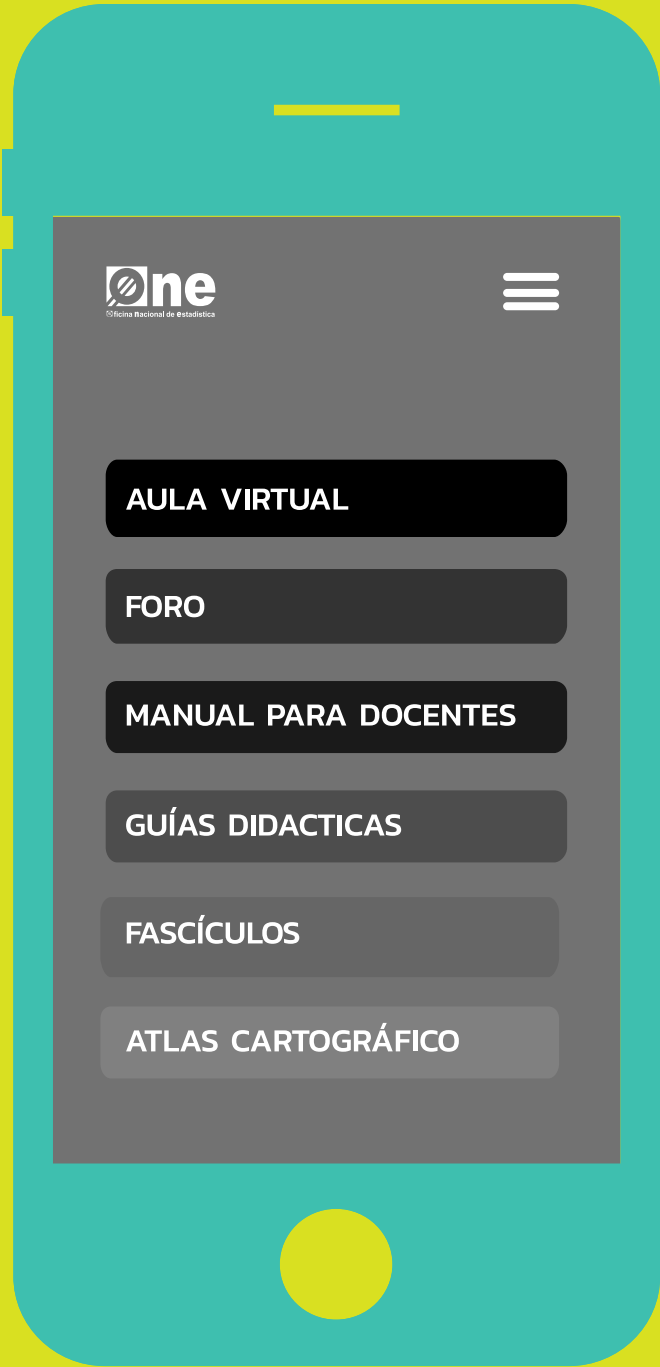 One
Oficina nacional de estadística
AULA VIRTUAL
FORO
MANUAL PARA DOCENTES
GUÍAS DIDACTICAS
FASCÍCULOS
ATLAS CARTOGRÁFICO